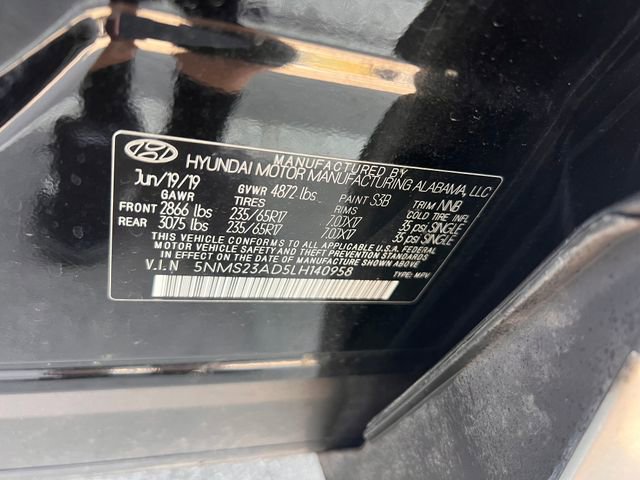 MANUFACTURED BY
HYUNDAI MOTOR MANUFACTURING ALABAMA, LLC
Jun/19/19 GVWR 4872 lbs PAINT S3B TRIM NNB
GAWR TIRES RIMS COLD TIRE INFL
FRONT 2866 lbs 235/65R17 7.0JX17 35 psi SINGLE
REAR 3075 lbs 235/65R17 7.0JX17 35 psi SINGLE
THIS VEHICLE CONFORMS TO ALL APPLICABLE U.S.A. FEDERAL
MOTOR VEHICLE SAFETY AND THEFT PREVENTION STANDARDS
IN EFFECT ON THE DATE OF MANUFACTURE SHOWN ABOVE.
V.I.N 5NMS23AD5LH140958 TYPE: MPV